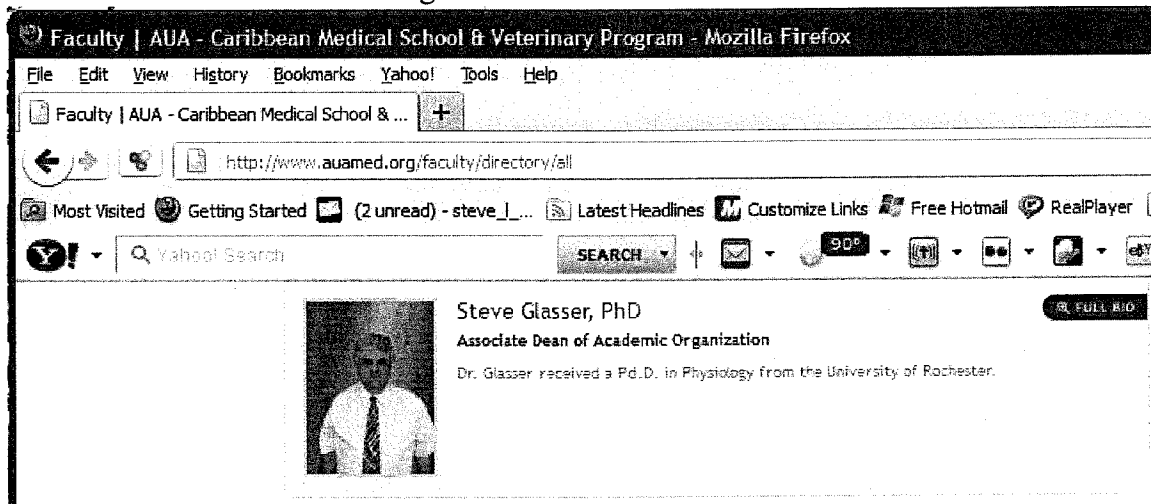 Faculty | AUA - Caribbean Medical School & Veterinary Program - Mozilla Firefox
File Edit View History Bookmarks Yahoo! Tools Help
Faculty | AUA - Caribbean Medical School & ... +
http://www.auamed.org/faculty/directory/all
Most Visited Getting Started (2 unread) - steve_l_... Latest Headlines Customize Links Free Hotmail RealPlayer
Y! Yahoo! Search SEARCH 90° eBY
Steve Glasser, PhD FULL BIO
Associate Dean of Academic Organization
Dr. Glasser received a Pd.D. in Physiology from the University of Rochester.